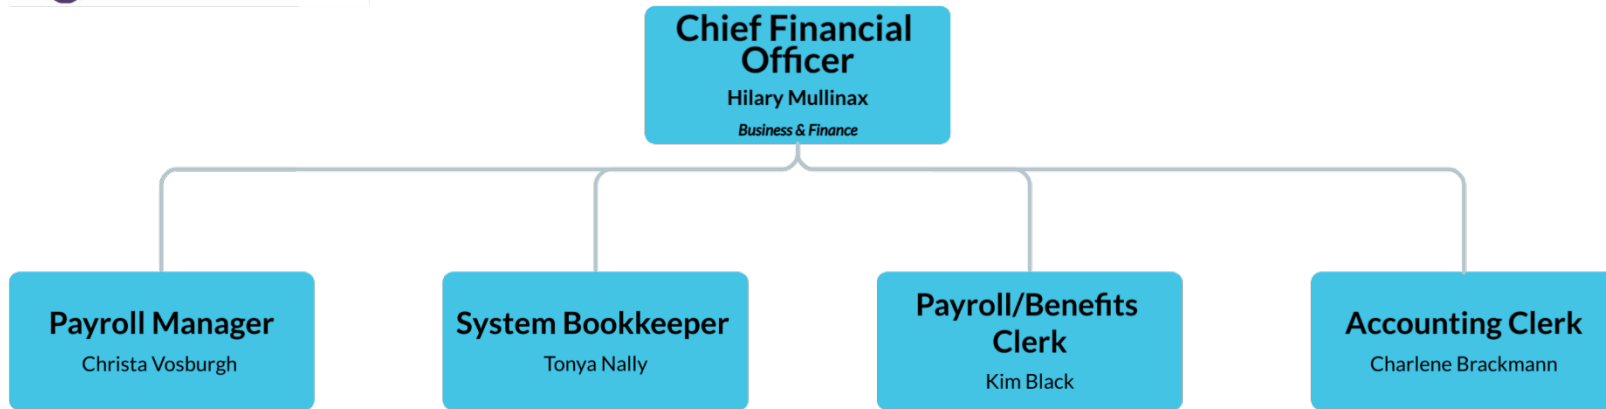 Chief Financial
Officer
Hilary Mullinax
Business & Finance
Payroll Manager
Christa Vosburgh
System Bookkeeper
Tonya Nally
Payroll/Benefits
Clerk
Kim Black
Accounting Clerk
Charlene Brackmann